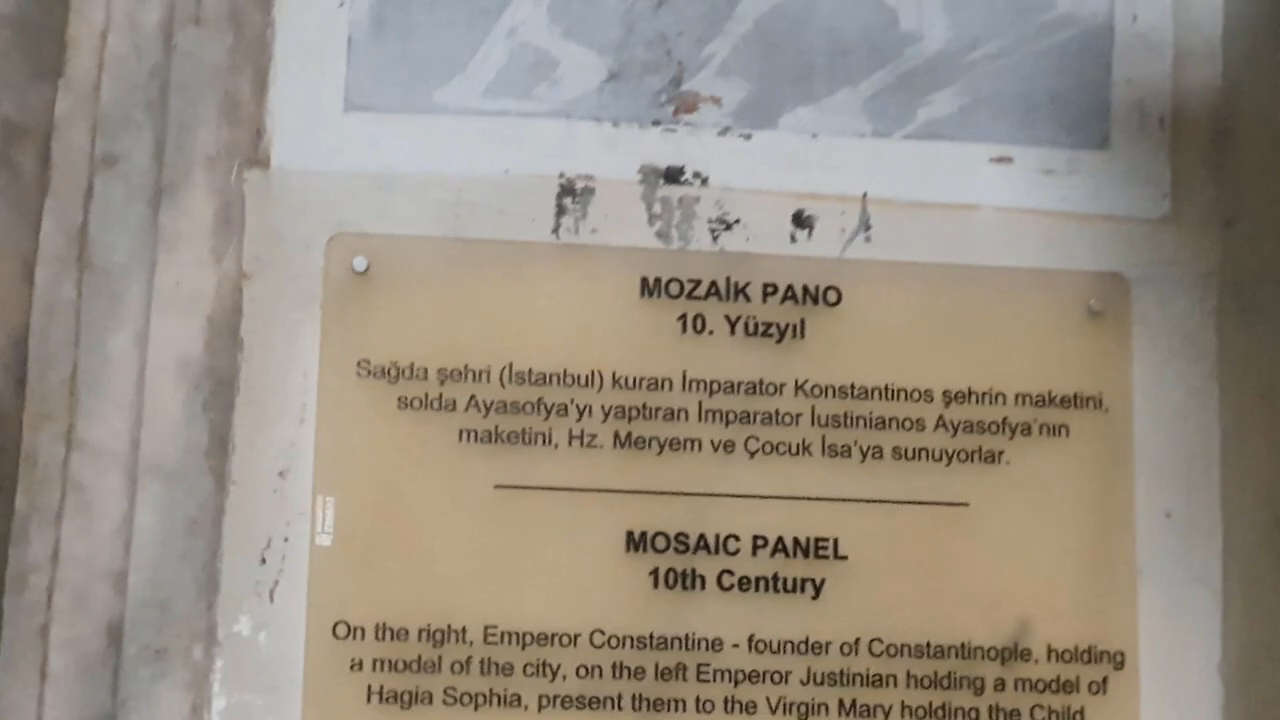 MOZAİK PANO
10. Yüzyıl
Sağda şehri (İstanbul) kuran İmparator Konstantinos şehrin maketini,
solda Ayasofya'yı yaptıran İmparator İustinianos Ayasofya'nın
maketini, Hz. Meryem ve Çocuk İsa'ya sunuyorlar.
MOSAIC PANEL
10th Century
On the right, Emperor Constantine - founder of Constantinople, holding
a model of the city, on the left Emperor Justinian holding a model of
Hagia Sophia, present them to the Virgin Mary holding the Child